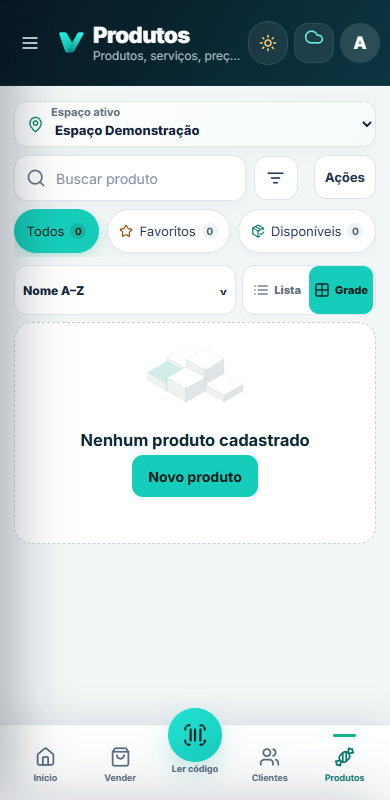 Produtos
Produtos, serviços, preç...
A
Espaço ativo
Espaço Demonstração
Buscar produto
Ações
Todos 0
Favoritos 0
Disponíveis 0
Nome A–Z
Lista
Grade
Nenhum produto cadastrado
Novo produto
Início
Vender
Ler código
Clientes
Produtos